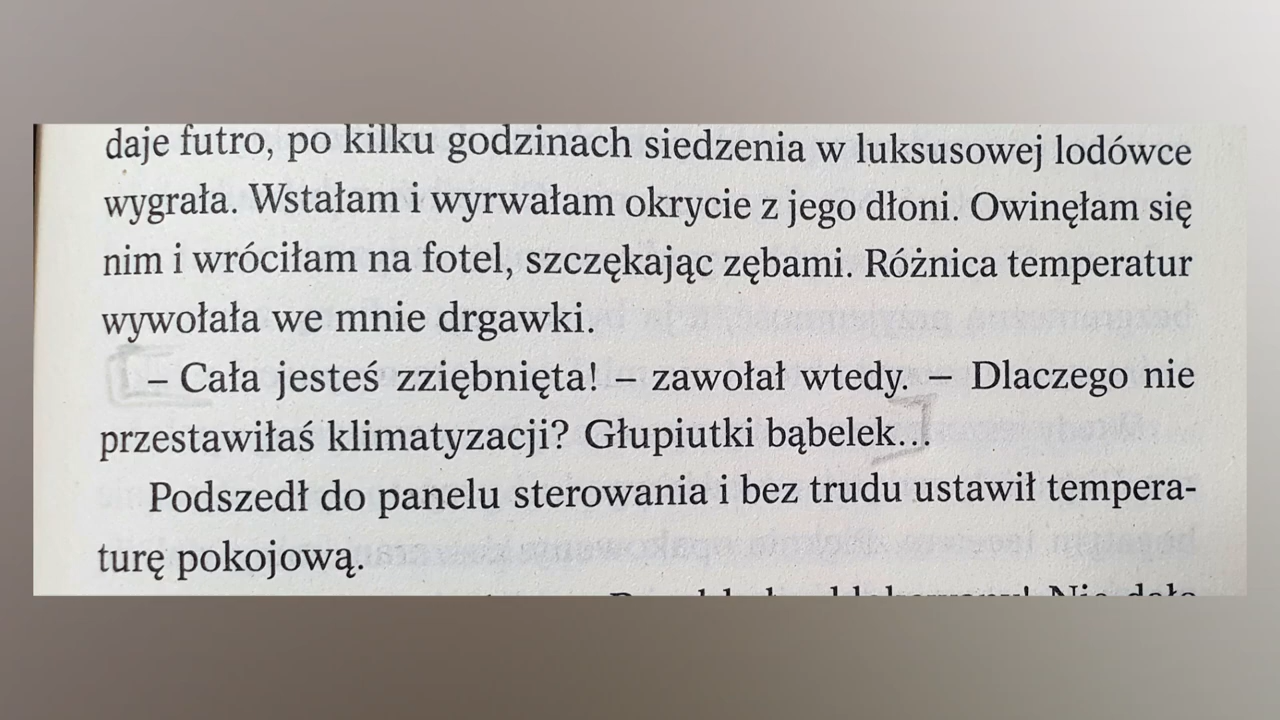 daje futro, po kilku godzinach siedzenia w luksusowej lodówce
wygrała. Wstałam i wyrwałam okrycie z jego dłoni. Owinęłam się
nim i wróciłam na fotel, szczękając zębami. Różnica temperatur
wywołała we mnie drgawki.
– Cała jesteś zziębnięta! – zawołał wtedy. – Dlaczego nie
przestawiłaś klimatyzacji? Głupiutki bąbelek...
Podszedł do panelu sterowania i bez trudu ustawił tempera-
turę pokojową.